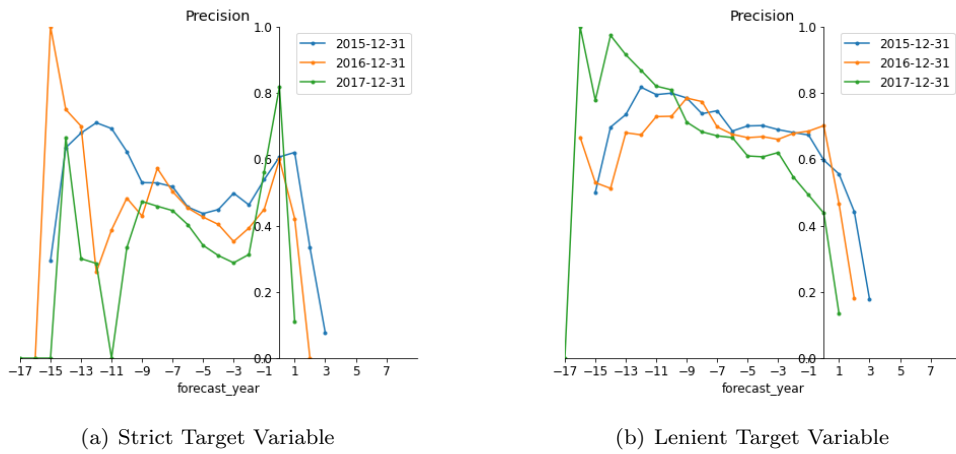 Precision
1.0
2015-12-31
2016-12-31
2017-12-31
0.8
0.6
0.4
0.2
0.0
−17 −15 −13 −11 −9 −7 −5 −3 −1 1 3 5 7
forecast_year
(a) Strict Target Variable
Precision
1.0
2015-12-31
2016-12-31
2017-12-31
0.8
0.6
0.4
0.2
0.0
−17 −15 −13 −11 −9 −7 −5 −3 −1 1 3 5 7
forecast_year
(b) Lenient Target Variable